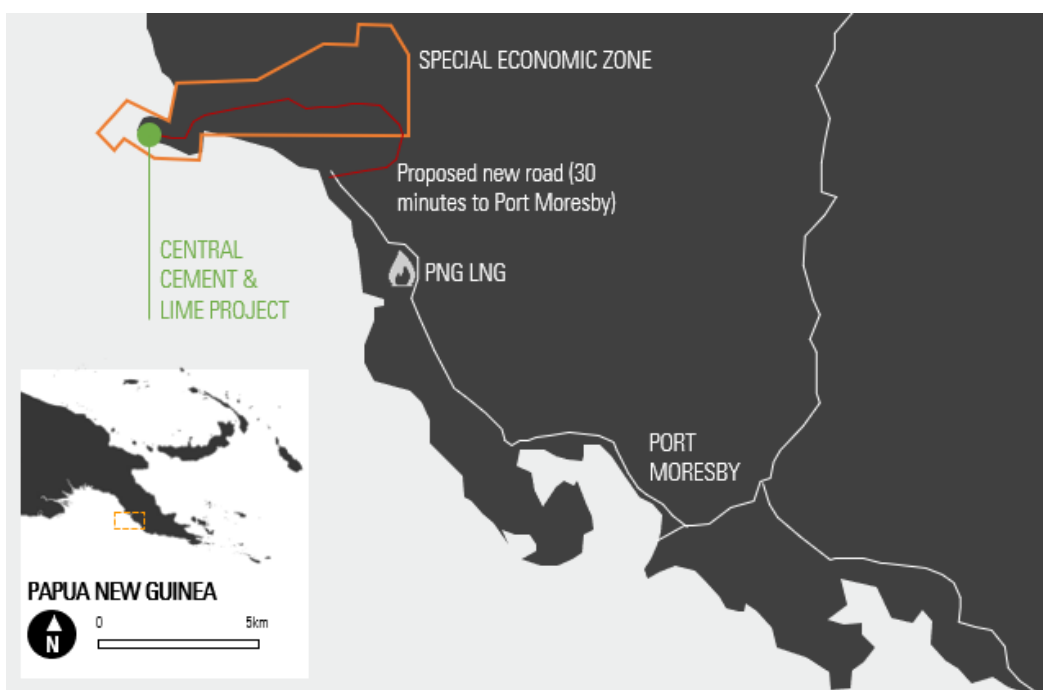 SPECIAL ECONOMIC ZONE
Proposed new road (30
minutes to Port Moresby)
CENTRAL
CEMENT &
LIME PROJECT
PNG LNG
PORT
MORESBY
PAPUA NEW GUINEA
N
0 5km